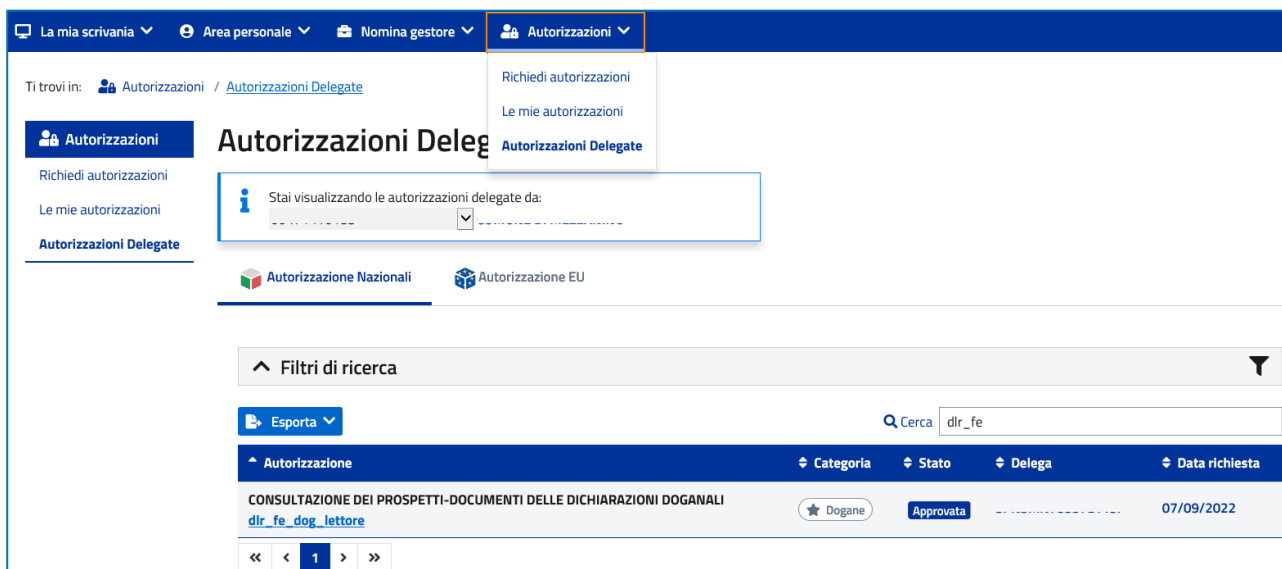 La mia scrivania Area personale Nomina gestore Autorizzazioni
Richiedi autorizzazioni
Le mie autorizzazioni
Autorizzazioni Delegate
Ti trovi in: Autorizzazioni / Autorizzazioni Delegate
Autorizzazioni
Richiedi autorizzazioni
Le mie autorizzazioni
Autorizzazioni Delegate
Autorizzazioni Deleg
Stai visualizzando le autorizzazioni delegate da:
Autorizzazione Nazionali Autorizzazione EU
Filtri di ricerca
Esporta Cerca dlr_fe
Autorizzazione Categoria Stato Delega Data richiesta
CONSULTAZIONE DEI PROSPETTI-DOCUMENTI DELLE DICHIARAZIONI DOGANALI
dlr_fe_dog_lettore Dogane Approvata 07/09/2022
« < 1 > »